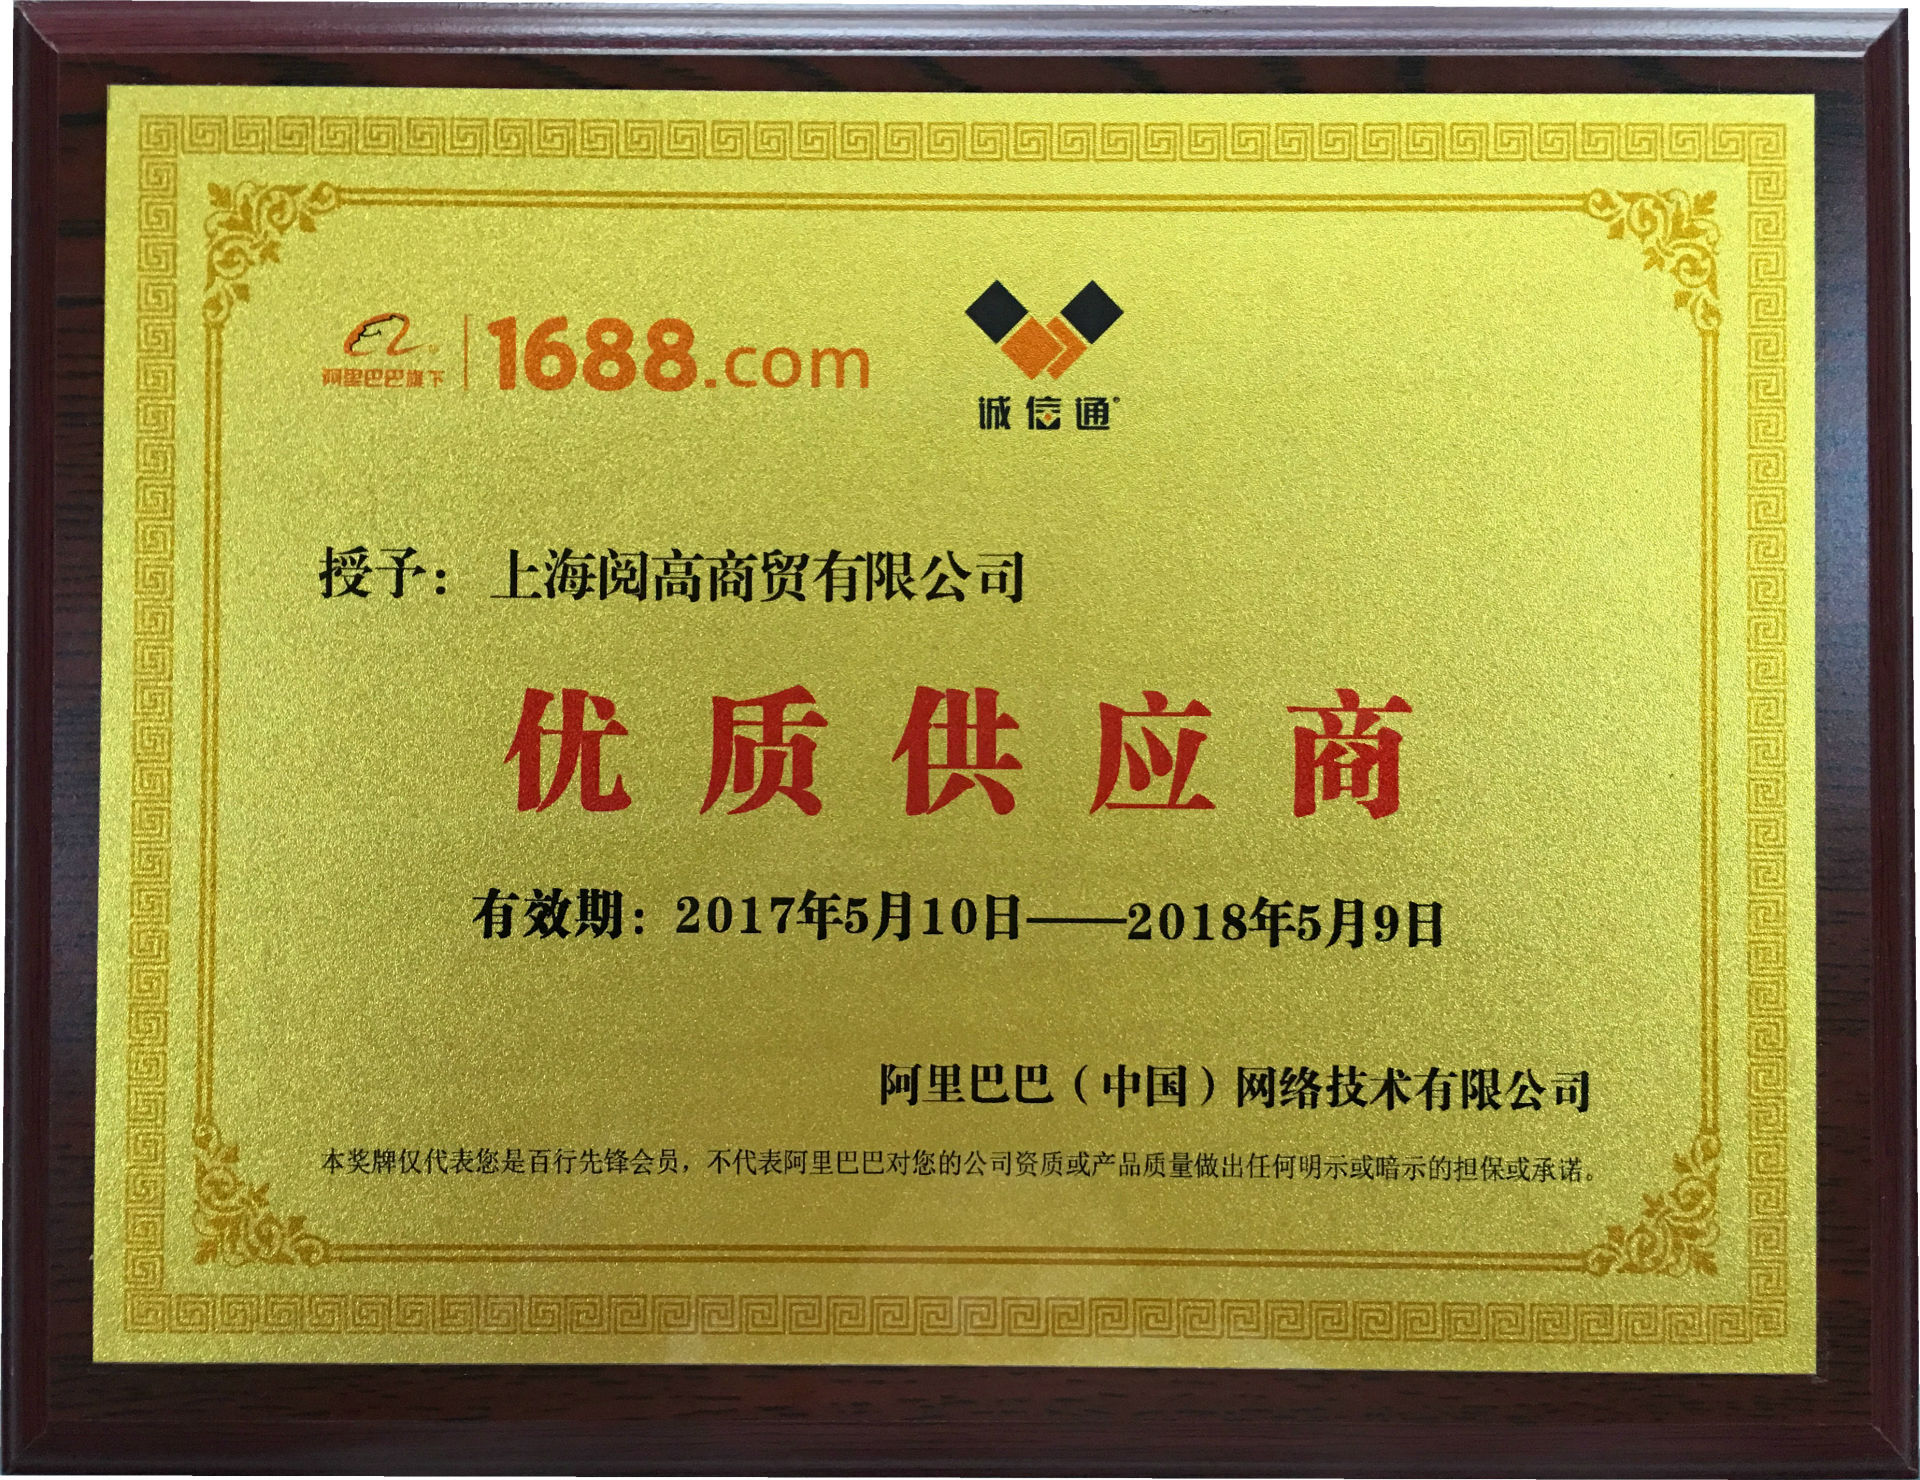 阿里巴巴旗下 1688.com
诚信通®
授予： 上海阅高商贸有限公司
优质供应商
有效期：2017年5月10日——2018年5月9日
阿里巴巴（中国）网络技术有限公司
本奖牌仅代表您是百行先锋会员，不代表阿里巴巴对您的公司资质或产品质量做出任何明示或暗示的担保或承诺。